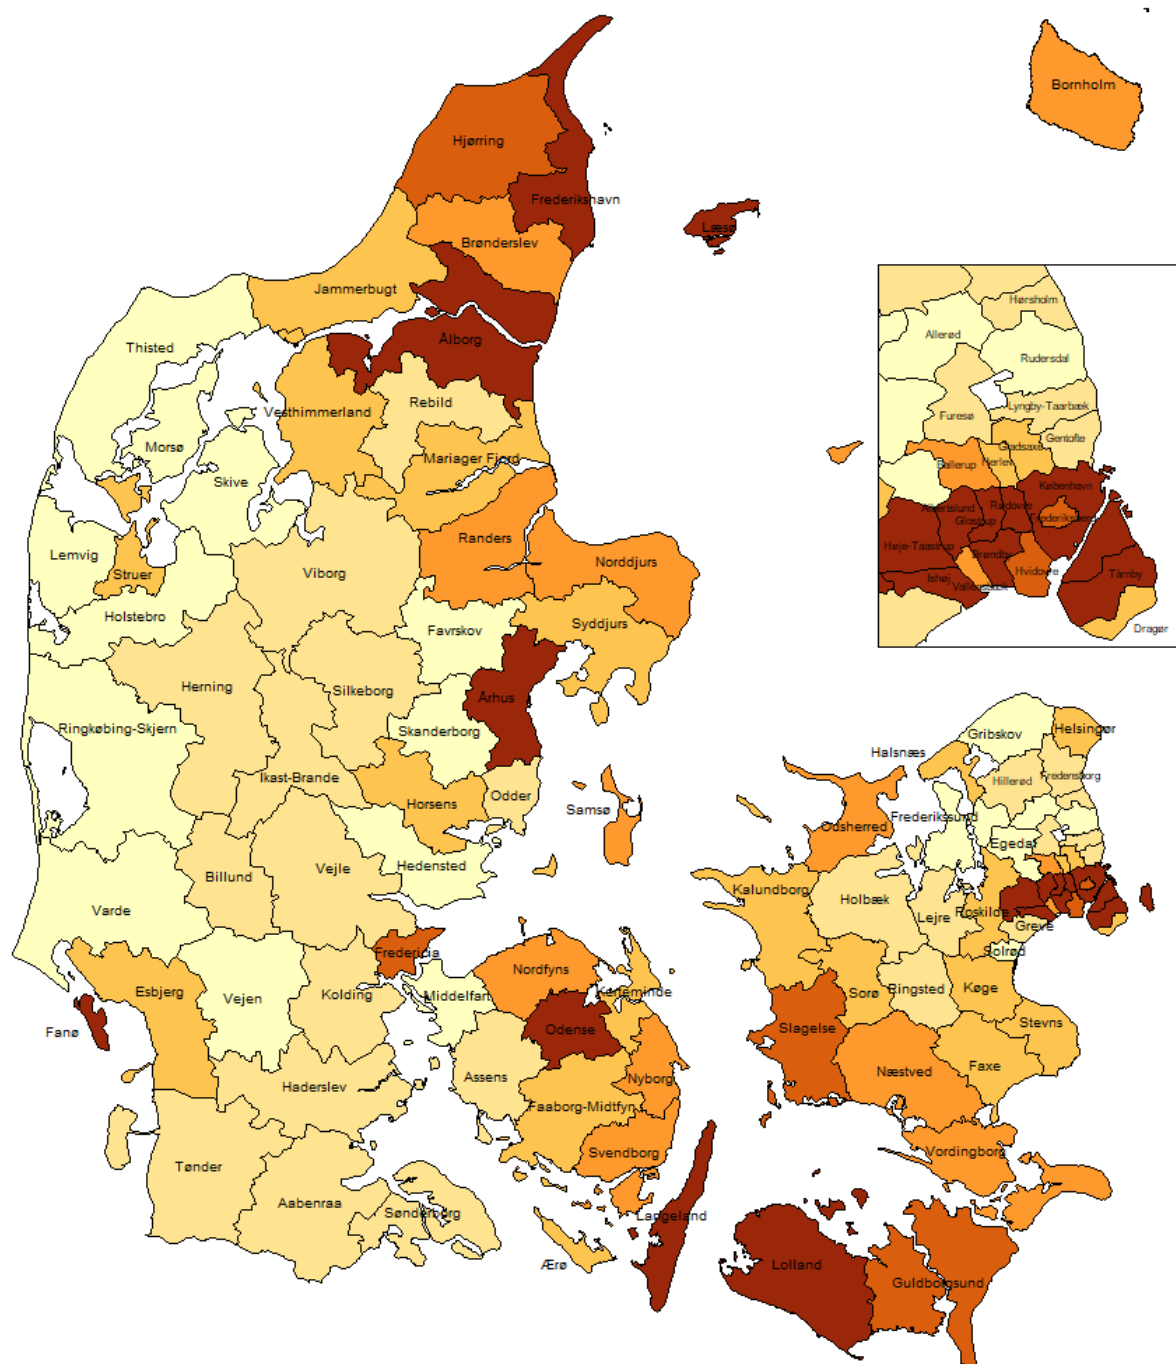 Bornholm
Hjørring
Frederikshavn
Læsø
Brønderslev
Jammerbugt
Ålborg
Thisted
Vesthimmerland
Rebild
Morsø
Mariager Fjord
Skive
Randers
Lemvig
Struer
Viborg
Norddjurs
Holstebro
Favrskov
Syddjurs
Herning
Silkeborg
Århus
Ringkøbing-Skjern
Skanderborg
Ikast-Brande
Horsens
Odder
Samsø
Hedensted
Billund
Vejle
Varde
Fredericia
Esbjerg
Vejen
Kolding
Middelfart
Nordfyns
Kerteminde
Fanø
Odense
Assens
Nyborg
Haderslev
Faaborg-Midtfyn
Svendborg
Tønder
Aabenraa
Sønderborg
Langeland
Ærø
Hørsholm
Allerød
Rudersdal
Furesø
Lyngby-Taarbæk
Gentofte
Gladsaxe
Ballerup
Herlev
København
Albertslund
Rødovre
Glostrup
Frederiksberg
Høje-Taastrup
Brøndby
Hvidovre
Ishøj
Vallensbæk
Tårnby
Dragør
Gribskov
Helsingør
Halsnæs
Hillerød
Fredensborg
Odsherred
Frederikssund
Egedal
Kalundborg
Holbæk
Lejre
Roskilde
Greve
Solrød
Sorø
Ringsted
Køge
Stevns
Slagelse
Næstved
Faxe
Vordingborg
Lolland
Guldborgsund